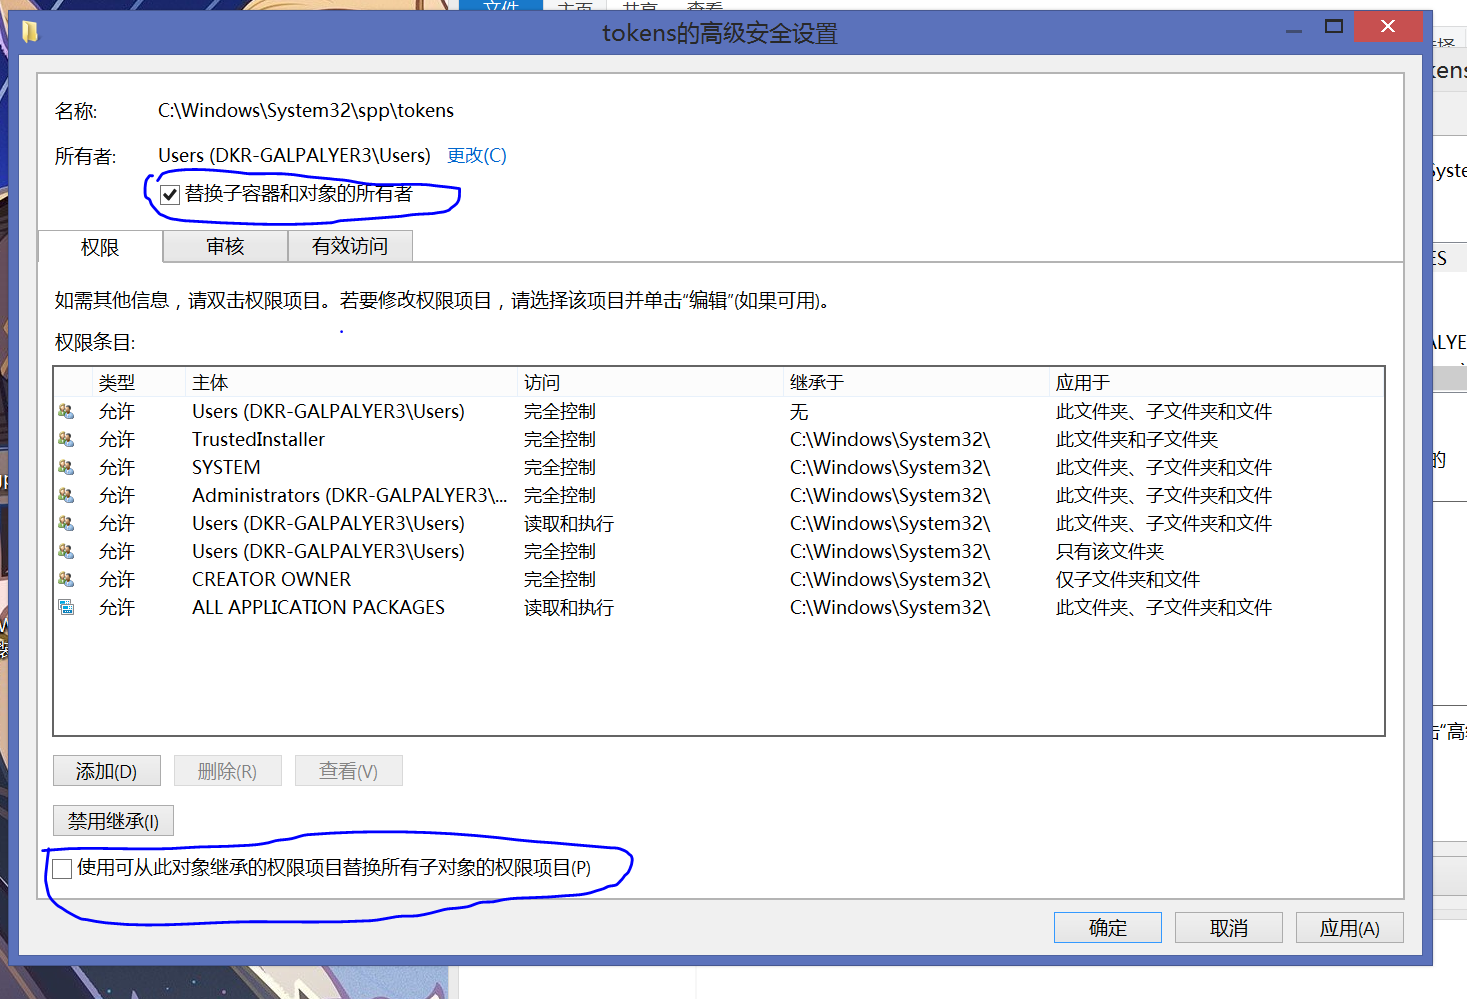 文件 主页 共享 查看
tokens的高级安全设置
名称: C:\Windows\System32\spp\tokens
所有者: Users (DKR-GALPALYER3\Users) 更改(C)
替换子容器和对象的所有者
权限 审核 有效访问
如需其他信息，请双击权限项目。若要修改权限项目，请选择该项目并单击“编辑”(如果可用)。
权限条目:
类型 主体 访问 继承于 应用于
允许 Users (DKR-GALPALYER3\Users) 完全控制 无 此文件夹、子文件夹和文件
允许 TrustedInstaller 完全控制 C:\Windows\System32\ 此文件夹和子文件夹
允许 SYSTEM 完全控制 C:\Windows\System32\ 此文件夹、子文件夹和文件
允许 Administrators (DKR-GALPALYER3\... 完全控制 C:\Windows\System32\ 此文件夹、子文件夹和文件
允许 Users (DKR-GALPALYER3\Users) 读取和执行 C:\Windows\System32\ 此文件夹、子文件夹和文件
允许 Users (DKR-GALPALYER3\Users) 完全控制 C:\Windows\System32\ 只有该文件夹
允许 CREATOR OWNER 完全控制 C:\Windows\System32\ 仅子文件夹和文件
允许 ALL APPLICATION PACKAGES 读取和执行 C:\Windows\System32\ 此文件夹、子文件夹和文件
添加(D) 删除(R) 查看(V)
禁用继承(I)
使用可从此对象继承的权限项目替换所有子对象的权限项目(P)
确定 取消 应用(A)